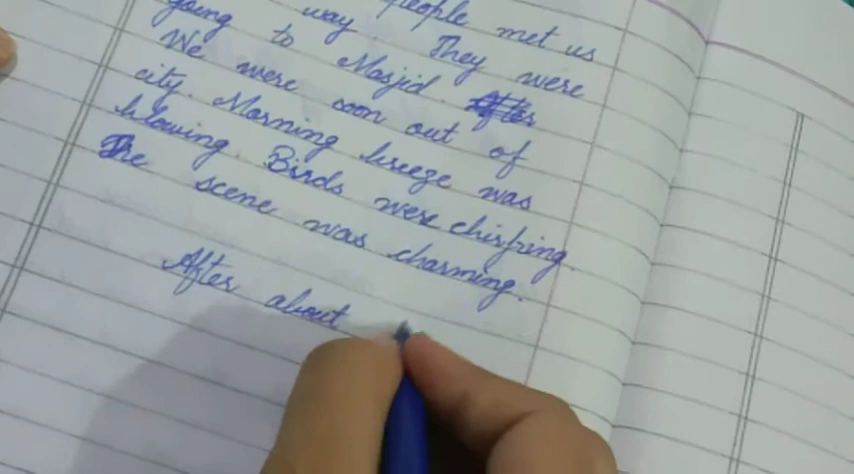 people met us
going way. They were
to Masjid. After
We were soon out of
city. Morning breeze was
blowing. Birds were chirping.
The scene was charming.
After about